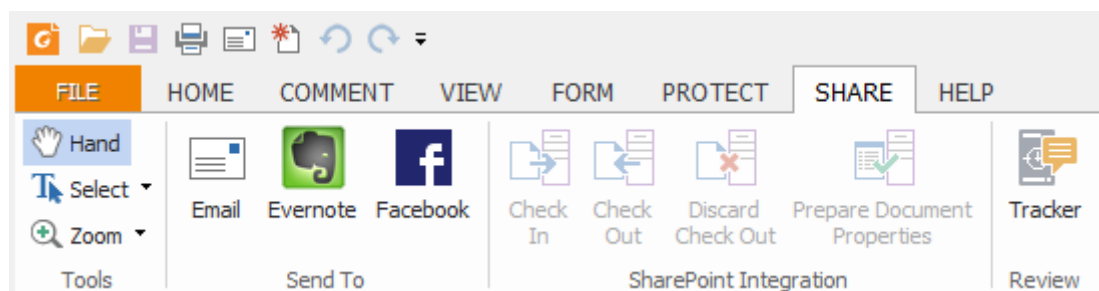 FILE HOME COMMENT VIEW FORM PROTECT SHARE HELP
Hand
Select
Zoom
Tools
Email Evernote Facebook
Send To
Check In
Check Out
Discard Check Out
Prepare Document Properties
SharePoint Integration
Tracker
Review